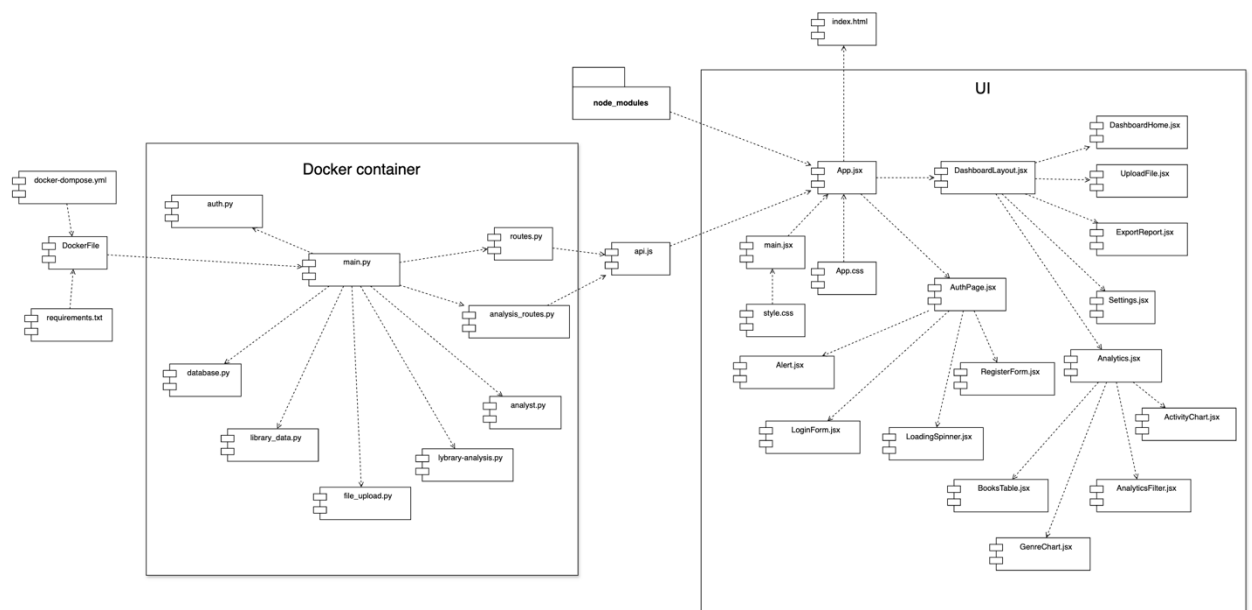 index.html
UI
node_modules
DashboardHome.jsx
Docker container
App.jsx
DashboardLayout.jsx
UploadFile.jsx
docker-dompose.yml
auth.py
routes.py
ExportReport.jsx
DockerFile
main.py
api.js
main.jsx
App.css
AuthPage.jsx
Settings.jsx
requirements.txt
analysis_routes.py
style.css
database.py
Alert.jsx
RegisterForm.jsx
Analytics.jsx
analyst.py
ActivityChart.jsx
library_data.py
LoginForm.jsx
LoadingSpinner.jsx
lybrary-analysis.py
file_upload.py
BooksTable.jsx
AnalyticsFilter.jsx
GenreChart.jsx